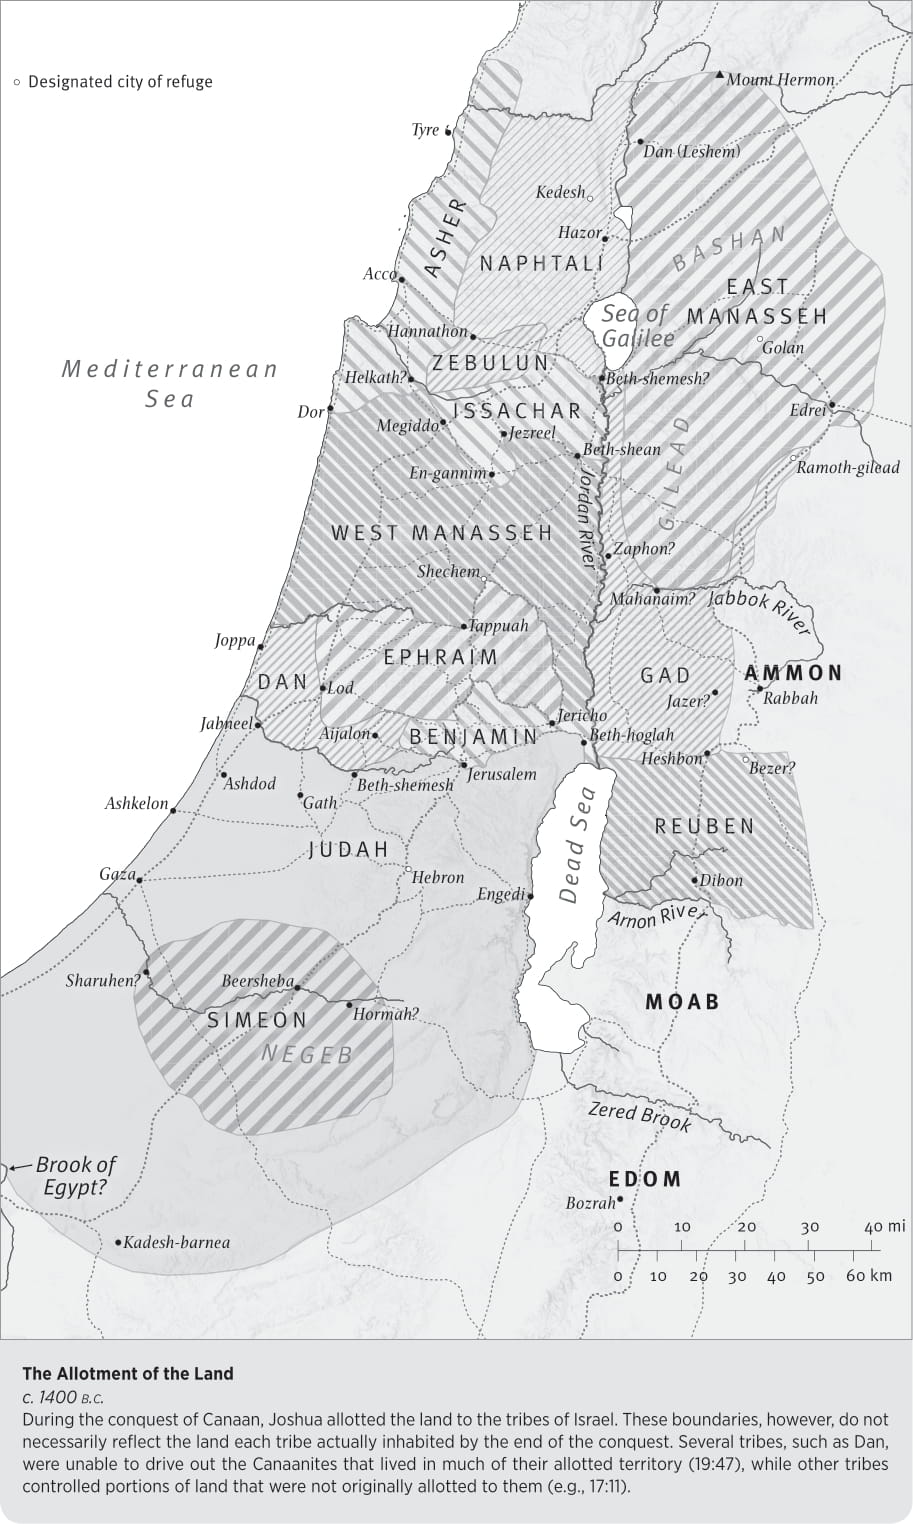 Designated city of refuge
Mount Hermon
Tyre
Dan (Leshem)
Kedesh
ASHER
Hazor
BASHAN
NAPHTALI
Acco
EAST
MANASSEH
Sea of
Galilee
Hannathon
Golan
ZEBULUN
Mediterranean
Sea
Helkath?
Beth-shemesh?
Dor
ISSACHAR
Edrei
Megiddo
Jezreel
GILEAD
Beth-shean
Ramoth-gilead
En-gannim
Jordan River
WEST MANASSEH
Zaphon?
Shechem
Mahanaim?
Jabbok River
Tappuah
Joppa
EPHRAIM
DAN
GAD
AMMON
Lod
Jazer?
Rabbah
Jabneel
Jericho
Aijalon
BENJAMIN
Beth-hoglah
Heshbon
Bezer?
Jerusalem
Ashdod
Beth-shemesh
Gath
Ashkelon
REUBEN
Dead Sea
JUDAH
Gaza
Hebron
Dibon
Engedi
Arnon River
Sharuhen?
Beersheba
MOAB
Hormah?
SIMEON
NEGEB
Zered Brook
Brook of
Egypt?
EDOM
Bozrah
Kadesh-barnea
0 10 20 30 40 mi
0 10 20 30 40 50 60 km
The Allotment of the Land
c. 1400 B.C.
During the conquest of Canaan, Joshua allotted the land to the tribes of Israel. These boundaries, however, do not
necessarily reflect the land each tribe actually inhabited by the end of the conquest. Several tribes, such as Dan,
were unable to drive out the Canaanites that lived in much of their allotted territory (19:47), while other tribes
controlled portions of land that were not originally allotted to them (e.g., 17:11).